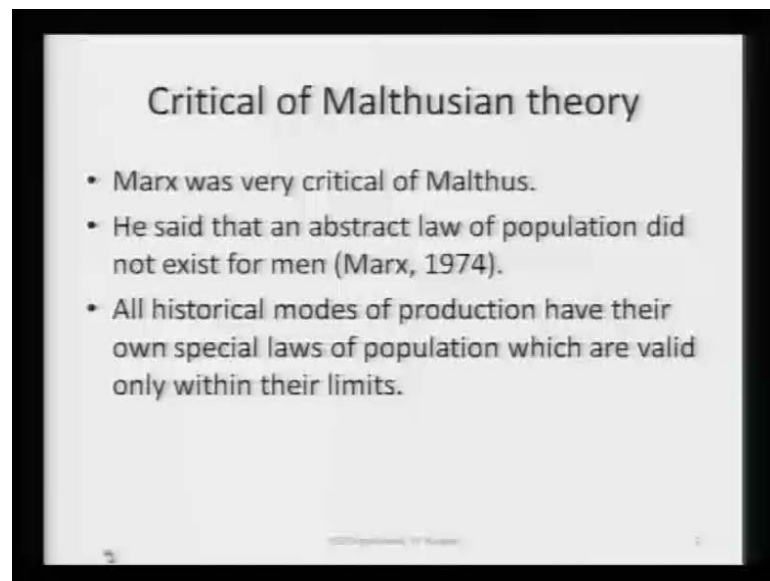 Critical of Malthusian theory
• Marx was very critical of Malthus.
• He said that an abstract law of population did
not exist for men (Marx, 1974).
• All historical modes of production have their
own special laws of population which are valid
only within their limits.